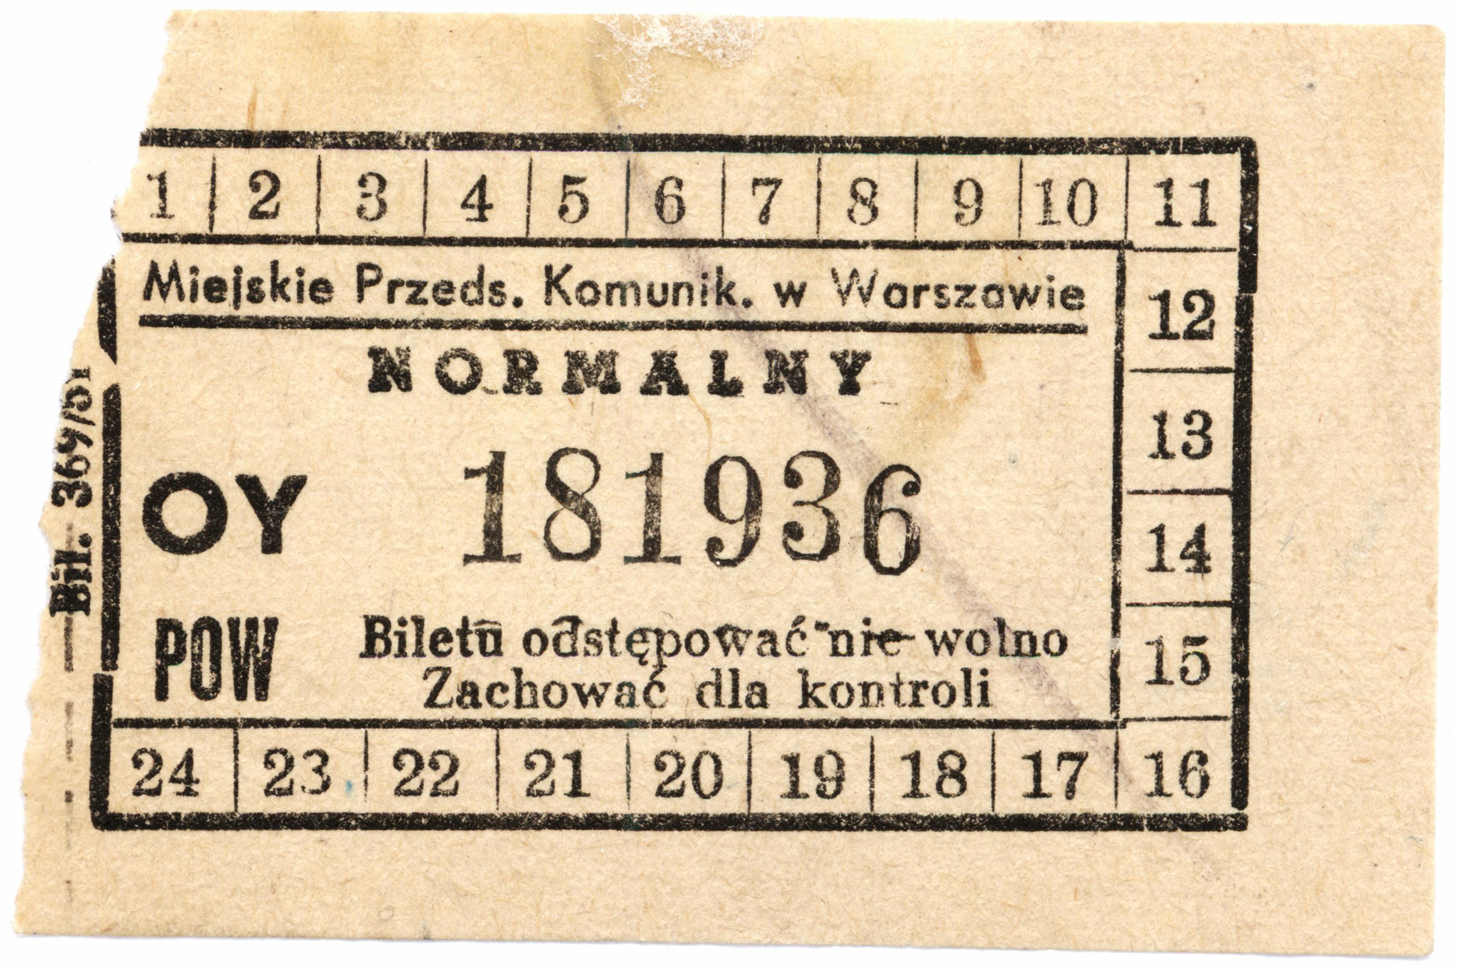 1 2 3 4 5 6 7 8 9 10 11
Miejskie Przeds. Komunik. w Warszawie
12
NORMALNY
13
OY 181936
14
POW
Biletu odstępować nie wolno
15
Zachować dla kontroli
24 23 22 21 20 19 18 17 16
Bil. 369/51